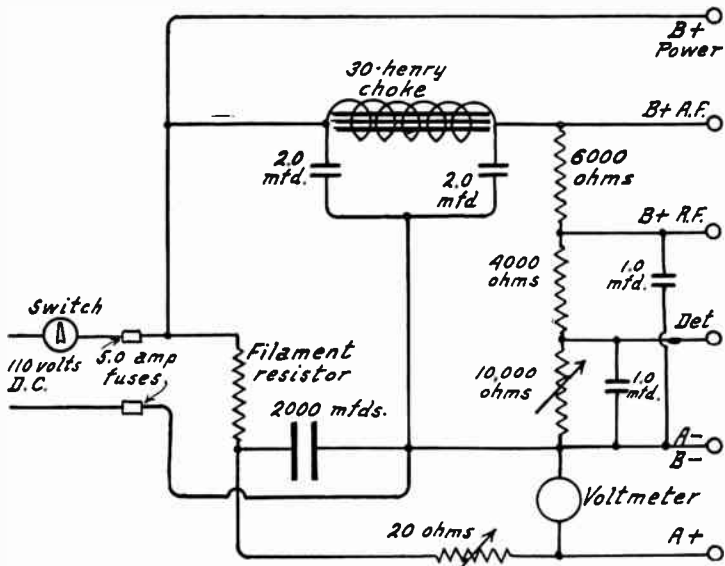 B+
Power
30-henry
choke
B+ A.F.
2.0
mfd.
2.0
mfd
6000
ohms
B+ R.F.
4000
ohms
1.0
mfd.
Switch
5.0 amp
fuses
110 volts
D.C.
Filament
resistor
Det
10,000
ohms
1.0
mfd.
2000 mfds.
A-
B-
Voltmeter
20 ohms
A+